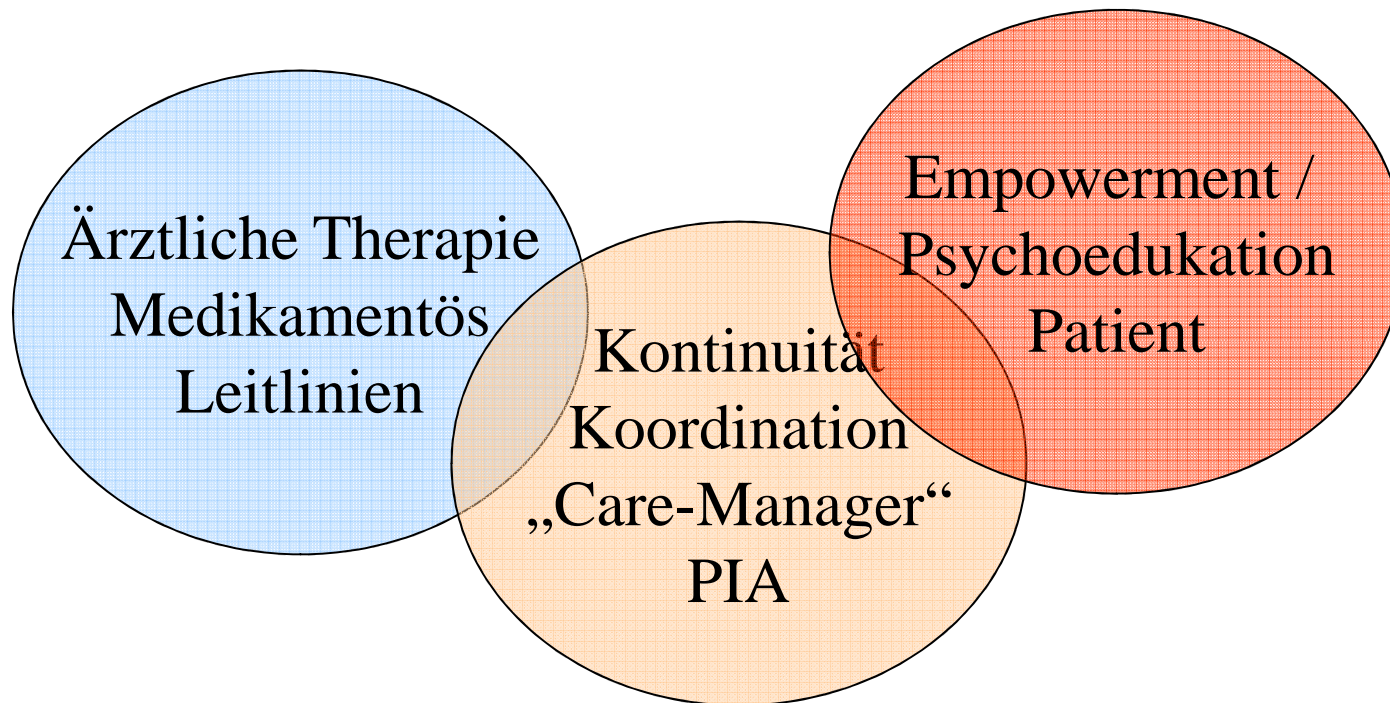 Ärztliche Therapie
Medikamentös
Leitlinien
Kontinuität
Koordination
„Care-Manager“
PIA
Empowerment /
Psychoedukation
Patient